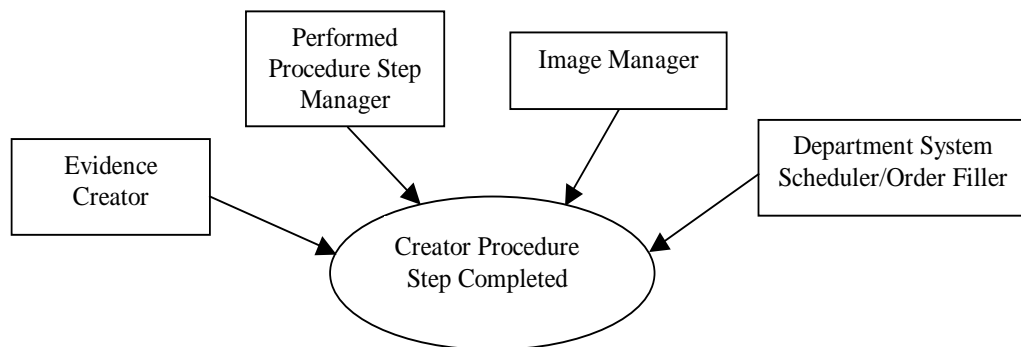 Performed
Procedure Step
Manager
Image Manager
Evidence
Creator
Department System
Scheduler/Order Filler
Creator Procedure
Step Completed